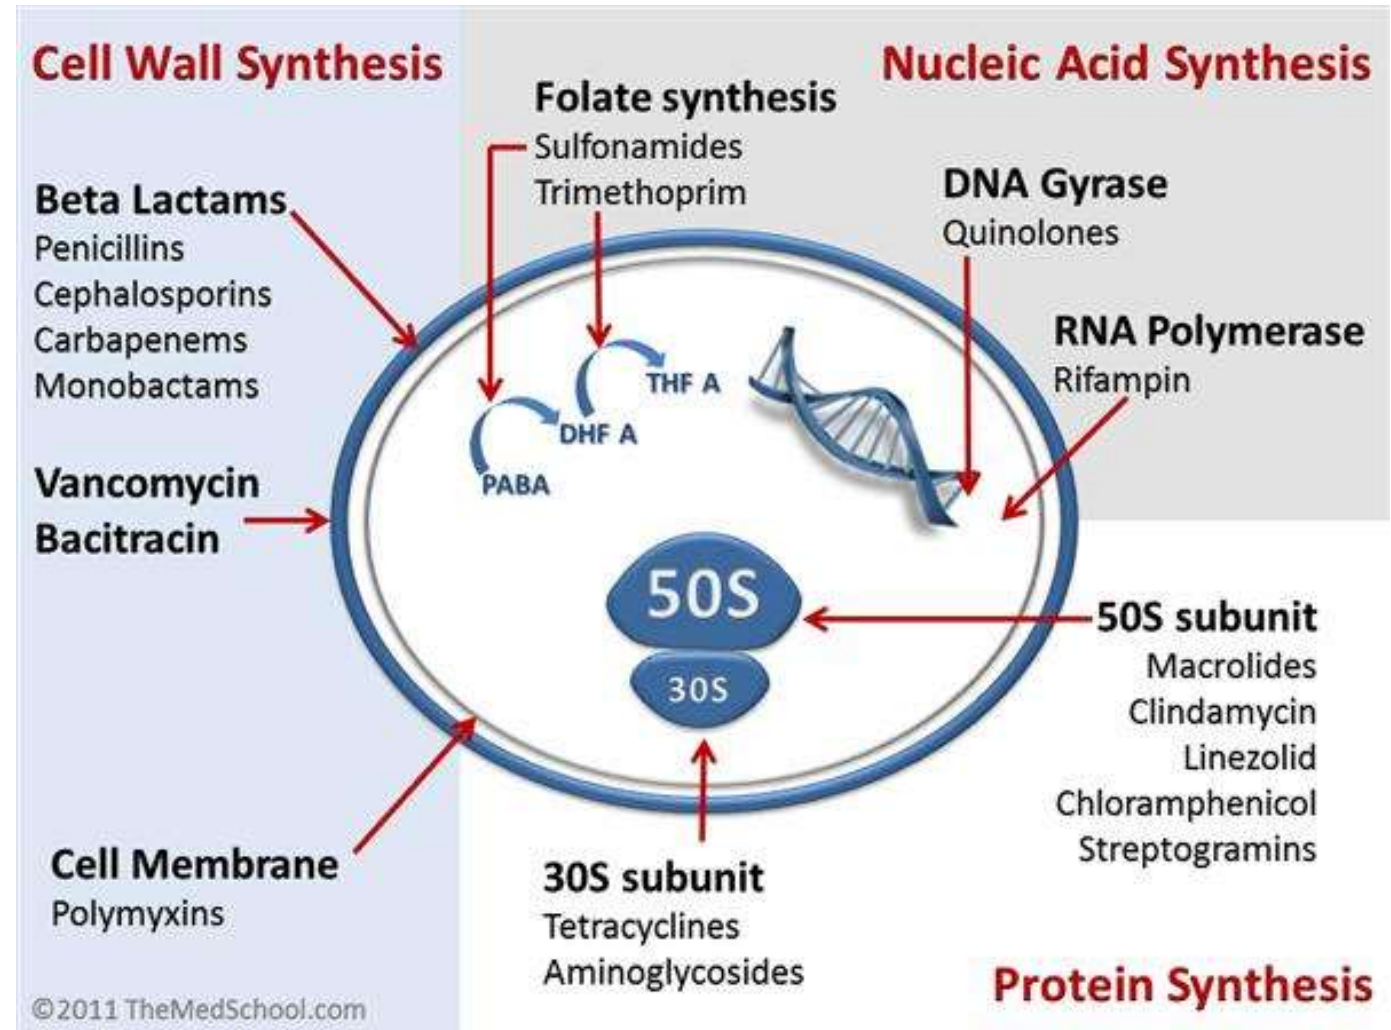 Cell Wall Synthesis
Beta Lactams
Penicillins
Cephalosporins
Carbapenems
Monobactams
Vancomycin
Bacitracin
Cell Membrane
Polymyxins
Nucleic Acid Synthesis
Folate synthesis
Sulfonamides
Trimethoprim
DNA Gyrase
Quinolones
RNA Polymerase
Rifampin
THF A
DHF A
PABA
50S
30S
50S subunit
Macrolides
Clindamycin
Linezolid
Chloramphenicol
Streptogramins
30S subunit
Tetracyclines
Aminoglycosides
Protein Synthesis
©2011 TheMedSchool.com